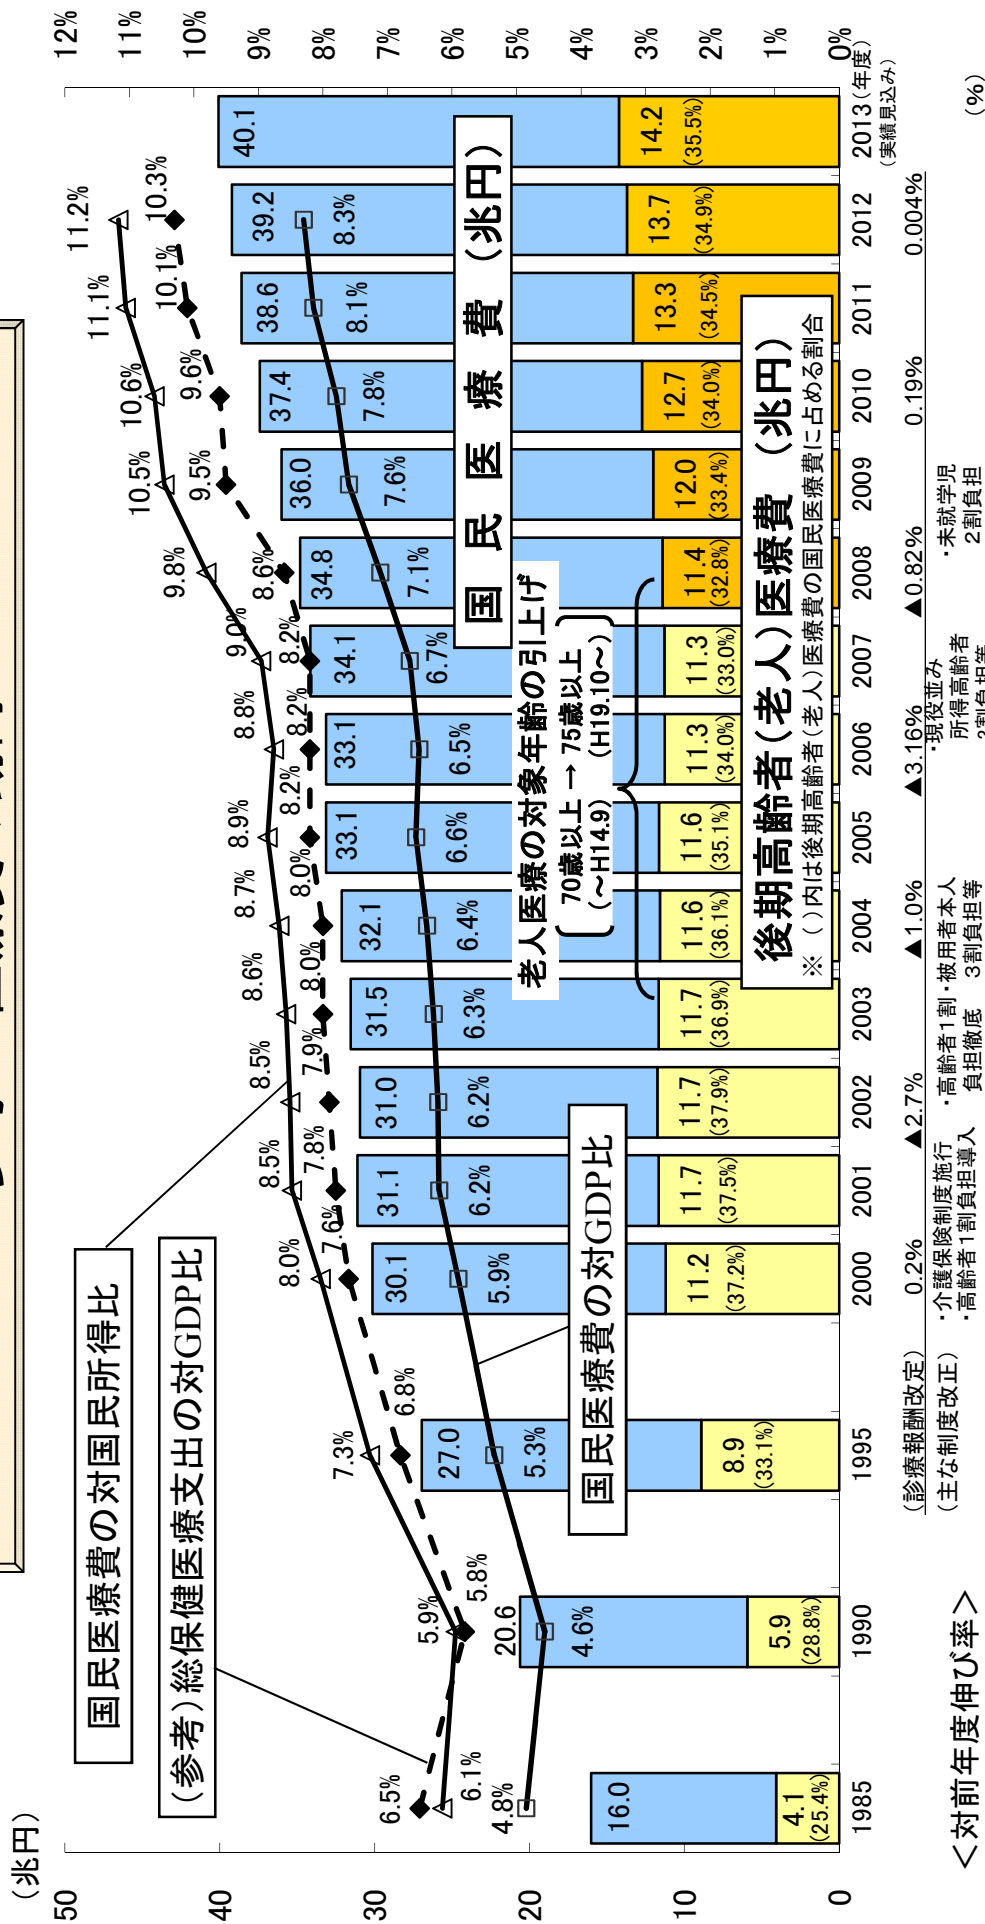 (兆円)
50
40
30
20
10
0
12%
11%
10%
9%
8%
7%
6%
5%
4%
3%
2%
1%
0%
国民医療費の対国民所得比
(参考)総保健医療支出の対GDP比
国民医療費の対GDP比
国 民 医 療 費 (兆円)
後期高齢者(老人)医療費 (兆円)
※ ( )内は後期高齢者(老人)医療費の国民医療費に占める割合
老人医療の対象年齢の引上げ
70歳以上 → 75歳以上
(~H14.9) (H19.10~)
6.1% 5.9% 7.3% 8.0% 8.5% 8.5% 8.6% 8.7% 8.9% 8.8% 9.0% 9.8% 10.5% 10.6% 11.1% 11.2%
6.5% 5.8% 6.8% 7.6% 7.8% 7.9% 8.0% 8.0% 8.2% 8.2% 8.2% 8.6% 9.5% 9.6% 10.1% 10.3%
16.0 20.6 27.0 30.1 31.1 31.0 31.5 32.1 33.1 33.1 34.1 34.8 36.0 37.4 38.6 39.2 40.1
4.8% 4.6% 5.3% 5.9% 6.2% 6.2% 6.3% 6.4% 6.6% 6.5% 6.7% 7.1% 7.6% 7.8% 8.1% 8.3%
4.1 5.9 8.9 11.2 11.7 11.7 11.7 11.6 11.6 11.3 11.3 11.4 12.0 12.7 13.3 13.7 14.2
(25.4%) (28.8%) (33.1%) (37.2%) (37.5%) (37.9%) (36.9%) (36.1%) (35.1%) (34.0%) (33.0%) (32.8%) (33.4%) (34.0%) (34.5%) (34.9%) (35.5%)
1985 1990 1995 2000 2001 2002 2003 2004 2005 2006 2007 2008 2009 2010 2011 2012 2013 (年度)
(実績見込み)
(診療報酬改定) 0.2% ▲2.7% ▲1.0% ▲3.16% ▲0.82% 0.19% 0.004%
(主な制度改正)
・介護保険制度施行
・高齢者1割負担導入
・高齢者1割
負担徹底
・被用者本人
3割負担等
・現役並み
所得高齢者
3割負担等
・未就学児
2割負担
<対前年度伸び率>
(%)